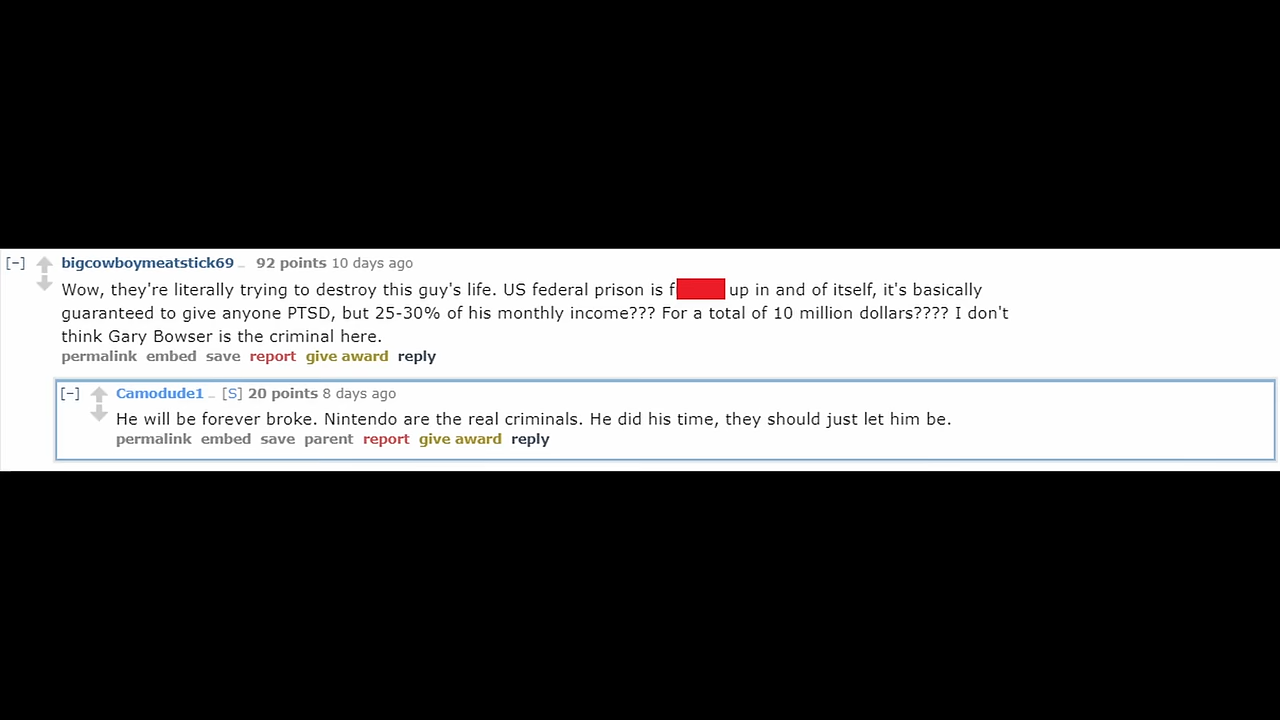 [-] bigcowboymeatstick69 92 points 10 days ago
Wow, they're literally trying to destroy this guy's life. US federal prison is f up in and of itself, it's basically
guaranteed to give anyone PTSD, but 25-30% of his monthly income??? For a total of 10 million dollars???? I don't
think Gary Bowser is the criminal here.
permalink embed save report give award reply
[-] Camodude1 [S] 20 points 8 days ago
He will be forever broke. Nintendo are the real criminals. He did his time, they should just let him be.
permalink embed save parent report give award reply